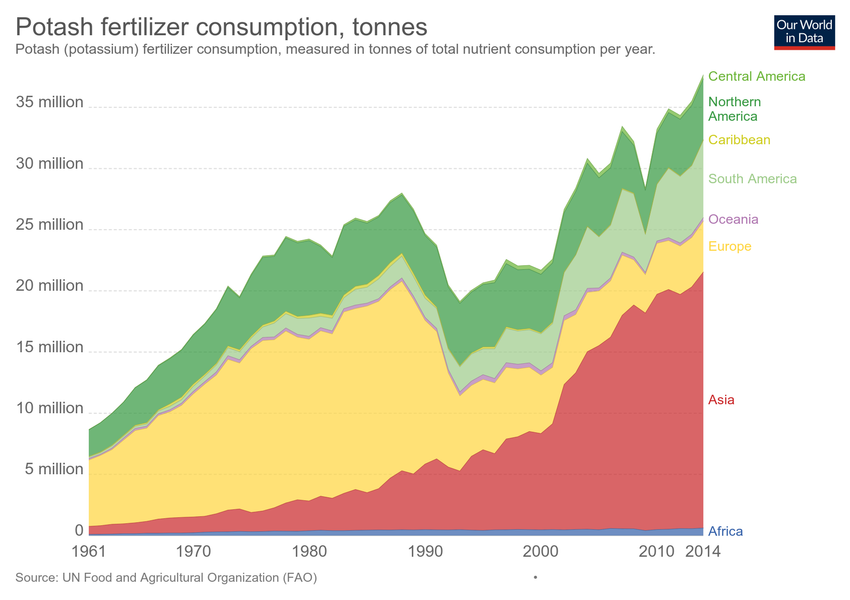 Potash fertilizer consumption, tonnes
Potash (potassium) fertilizer consumption, measured in tonnes of total nutrient consumption per year.
Our World
in Data
35 million
30 million
25 million
20 million
15 million
10 million
5 million
0
1961
1970
1980
1990
2000
2010
2014
Central America
Northern
America
Caribbean
South America
Oceania
Europe
Asia
Africa
Source: UN Food and Agricultural Organization (FAO)
•